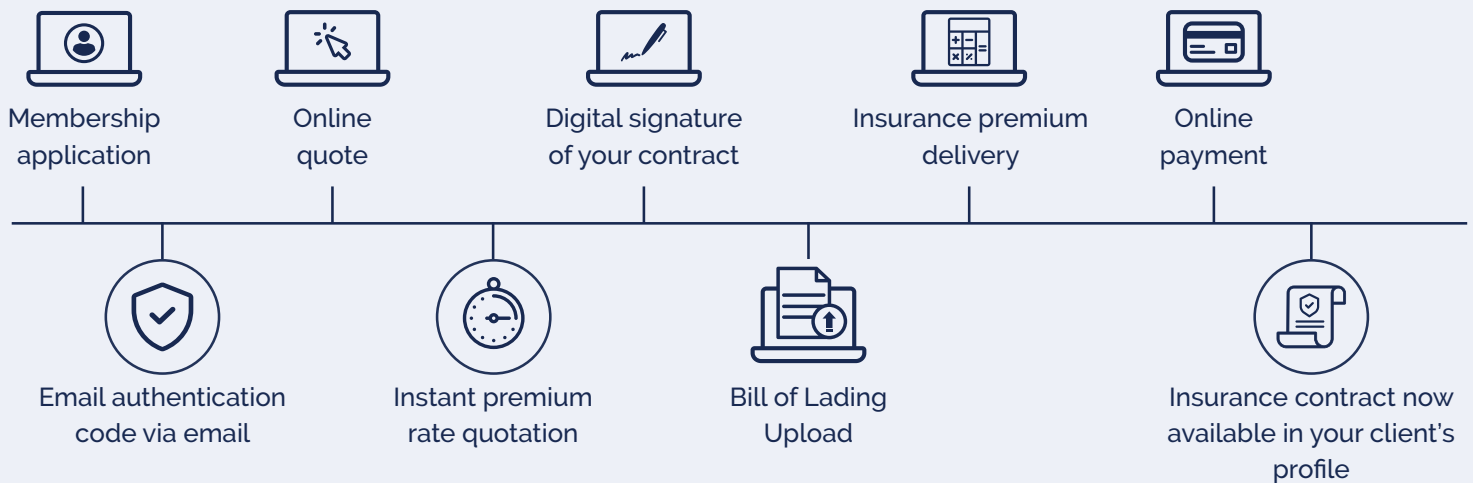 Membership
application
Online
quote
Digital signature
of your contract
Insurance premium
delivery
Online
payment
Email authentication
code via email
Instant premium
rate quotation
Bill of Lading
Upload
Insurance contract now
available in your client's
profile